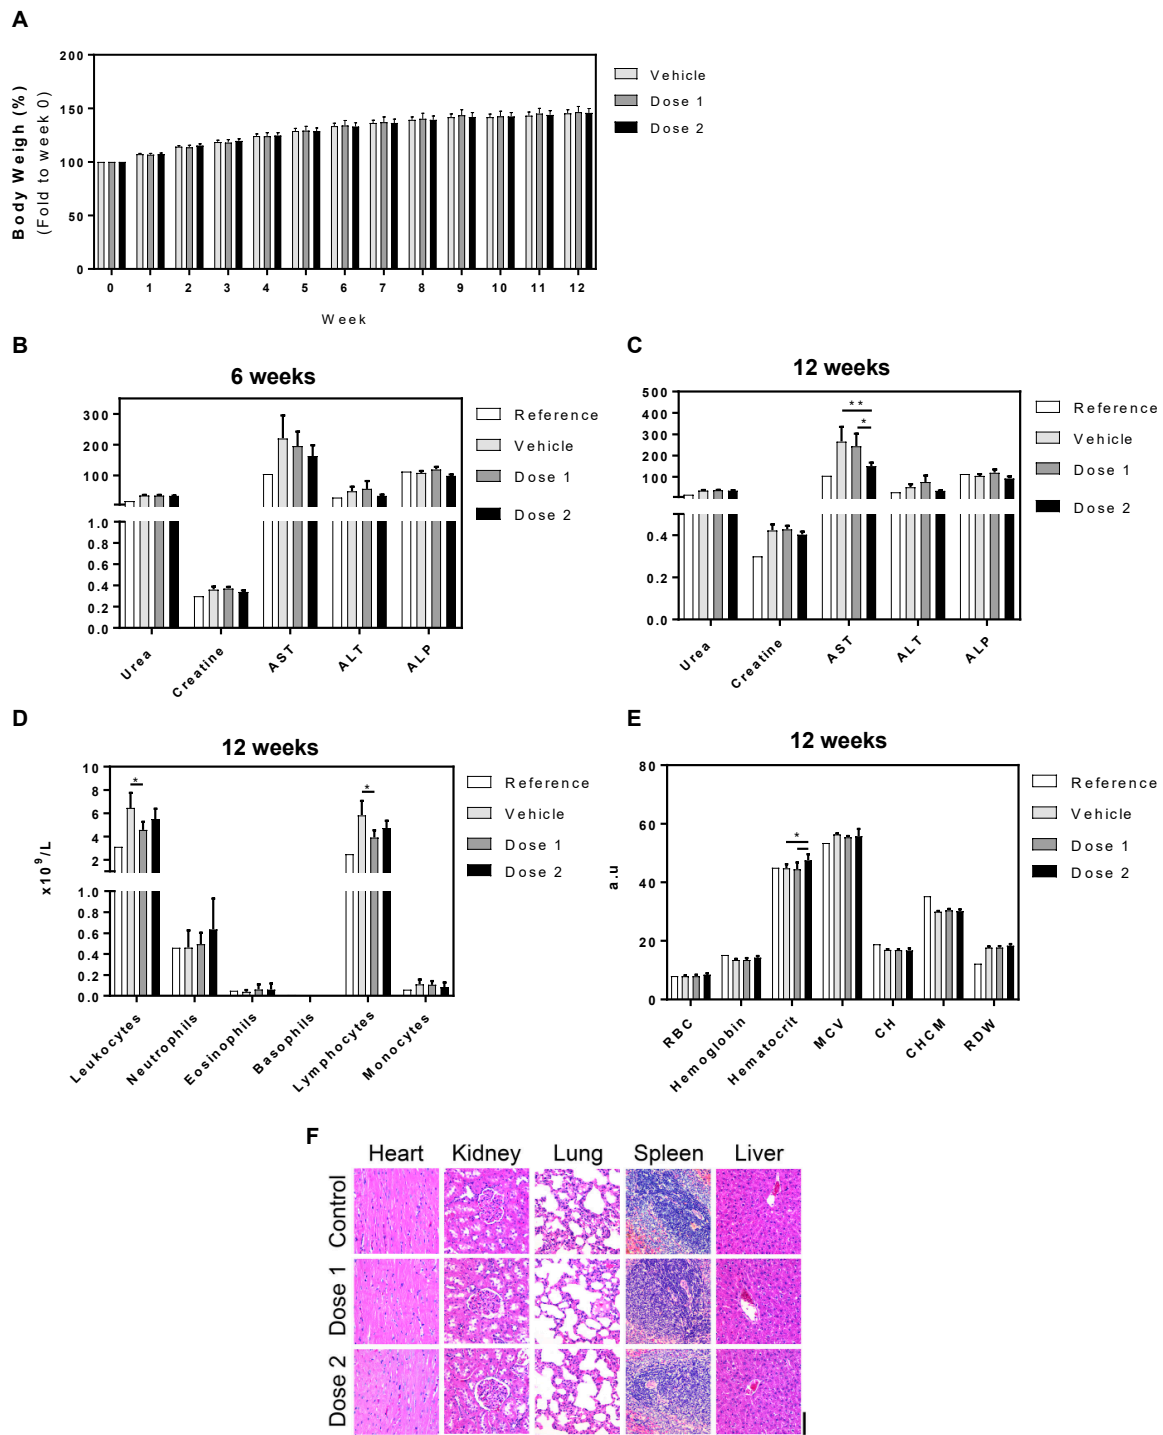 A
200
150
100
50
0
Body Weigh (%)
(Fold to week 0)
0 1 2 3 4 5 6 7 8 9 10 11 12
Week
Vehicle
Dose 1
Dose 2
B
6 weeks
300
200
100
1.0
0.8
0.6
0.4
0.2
0.0
Urea Creatine AST ALT ALP
Reference
Vehicle
Dose 1
Dose 2
C
12 weeks
500
400
300
200
100
0.4
0.2
0.0
**
*
Urea Creatine AST ALT ALP
Reference
Vehicle
Dose 1
Dose 2
D
12 weeks
10
8
6
4
2
1.0
0.8
0.6
0.4
0.2
0.0
x10⁹/L
* *
Leukocytes Neutrophils Eosinophils Basophils Lymphocytes Monocytes
Reference
Vehicle
Dose 1
Dose 2
E
12 weeks
80
60
40
20
0
a.u
*
RBC Hemoglobin Hematocrit MCV CH CHCM RDW
Reference
Vehicle
Dose 1
Dose 2
F
Heart Kidney Lung Spleen Liver
Control
Dose 1
Dose 2